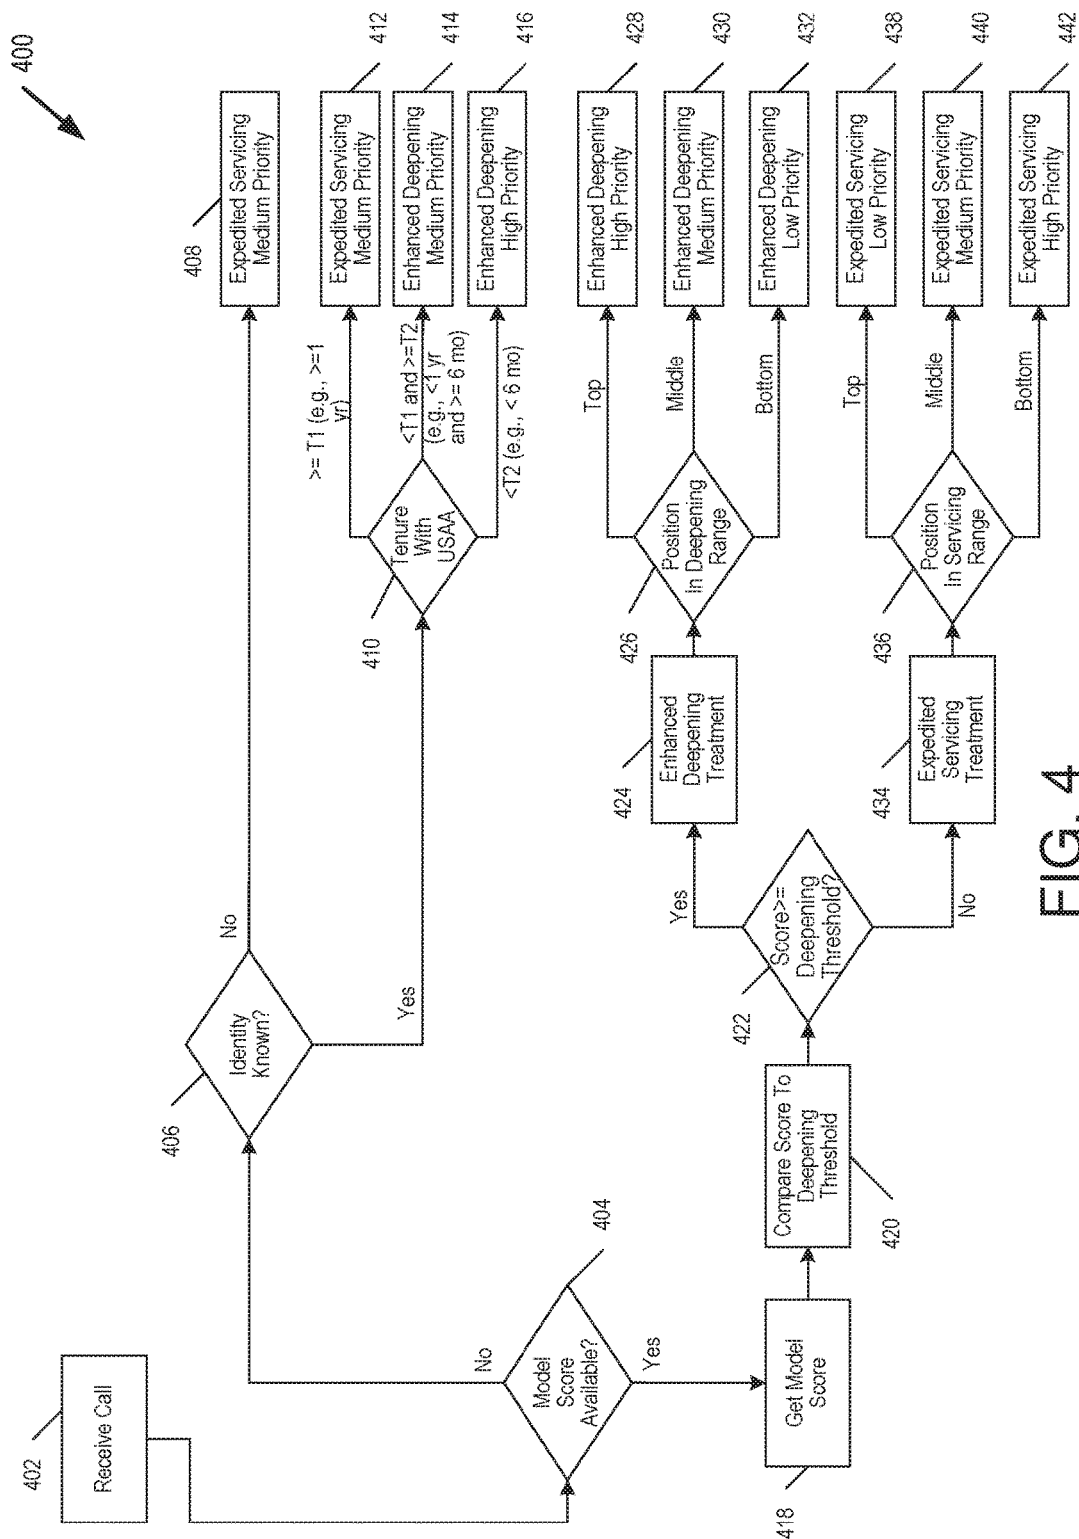 400
402
Receive Call
404
Model
Score
Available?
No
Yes
406
Identity
Known?
No
Yes
408
Expedited Servicing
Medium Priority
410
Tenure
With
USAA
>= T1 (e.g., >=1
yr)
<T1 and >=T2
(e.g., <1 yr
and >= 6 mo)
<T2 (e.g., < 6 mo)
Expedited Servicing
Medium Priority
412
Enhanced Deepening
Medium Priority
414
Enhanced Deepening
High Priority
416
418
Get Model
Score
Compare Score To
Deepening
Threshold
420
422
Score>=
Deepening
Threshold?
Yes
No
424
Enhanced
Deepening
Treatment
426
Position
In Deepening
Range
Top
Middle
Bottom
Enhanced Deepening
High Priority
428
Enhanced Deepening
Medium Priority
430
Enhanced Deepening
Low Priority
432
434
Expedited
Servicing
Treatment
436
Position
In Servicing
Range
Top
Middle
Bottom
Expedited Servicing
Low Priority
438
Expedited Servicing
Medium Priority
440
Expedited Servicing
High Priority
442
FIG. 4